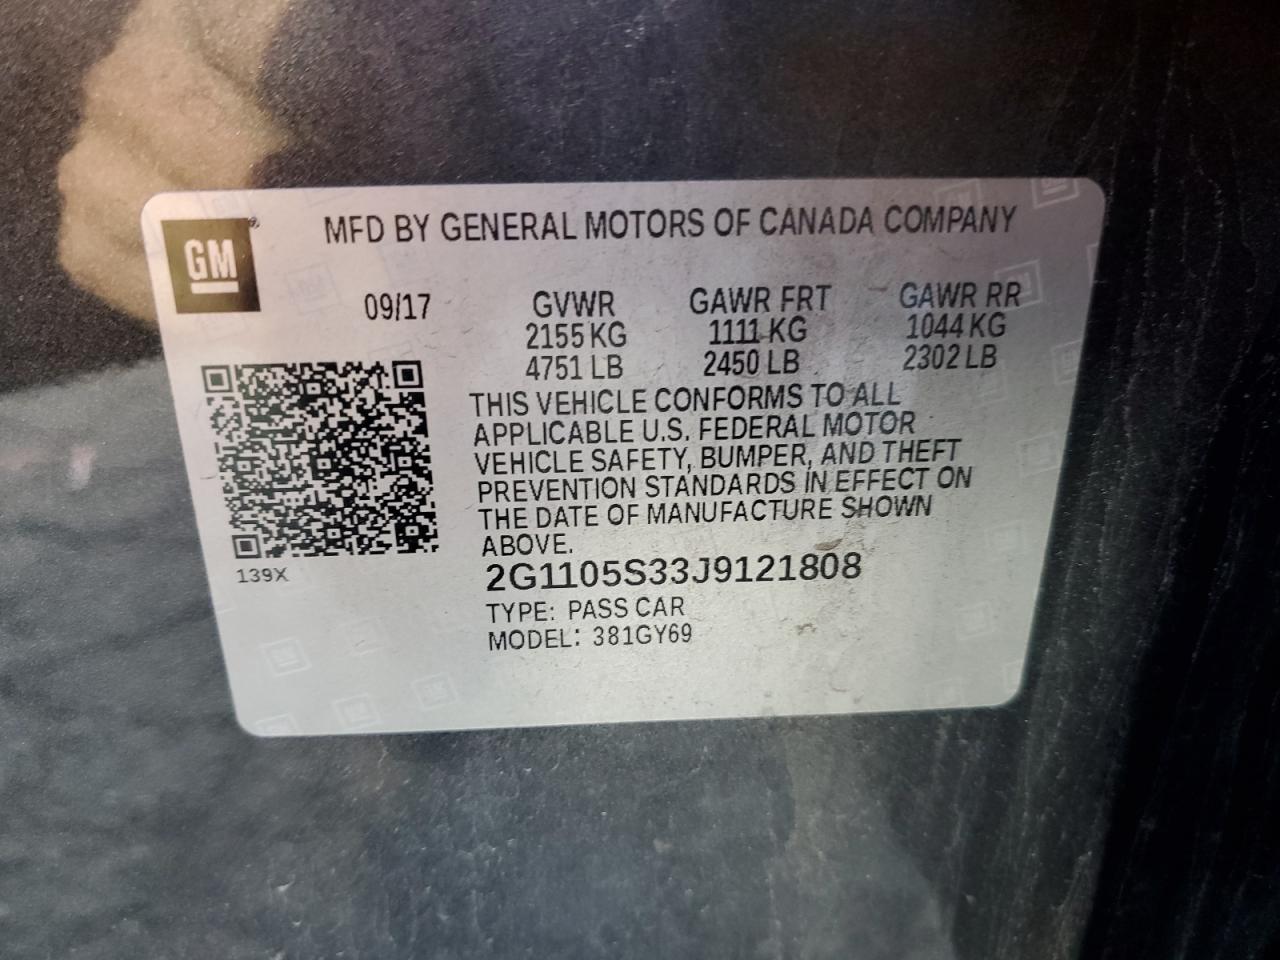 GM
MFD BY GENERAL MOTORS OF CANADA COMPANY
09/17 GVWR GAWR FRT GAWR RR
2155 KG 1111 KG 1044 KG
4751 LB 2450 LB 2302 LB
THIS VEHICLE CONFORMS TO ALL
APPLICABLE U.S. FEDERAL MOTOR
VEHICLE SAFETY, BUMPER, AND THEFT
PREVENTION STANDARDS IN EFFECT ON
THE DATE OF MANUFACTURE SHOWN
ABOVE.
139X
2G1105S33J9121808
TYPE: PASS CAR
MODEL: 381GY69